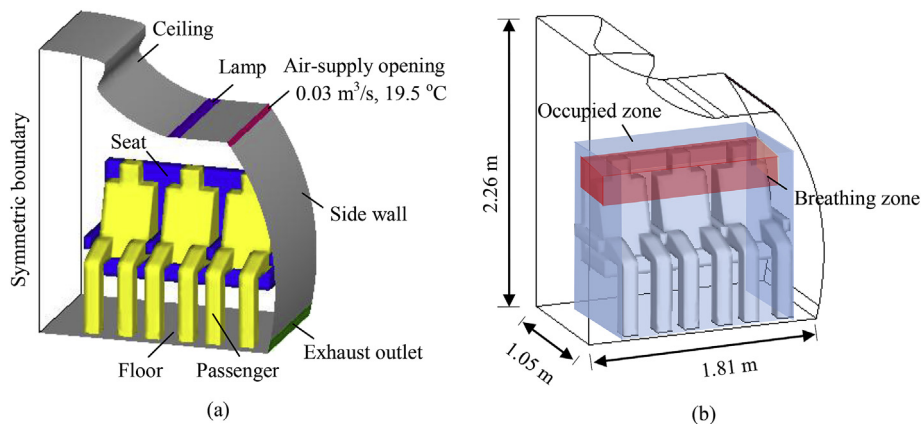 Ceiling
Lamp
Air-supply opening
0.03 m³/s, 19.5 °C
Seat
Symmetric boundary
Side wall
Exhaust outlet
Floor
Passenger
(a)
Occupied zone
2.26 m
Breathing zone
1.05 m
1.81 m
(b)